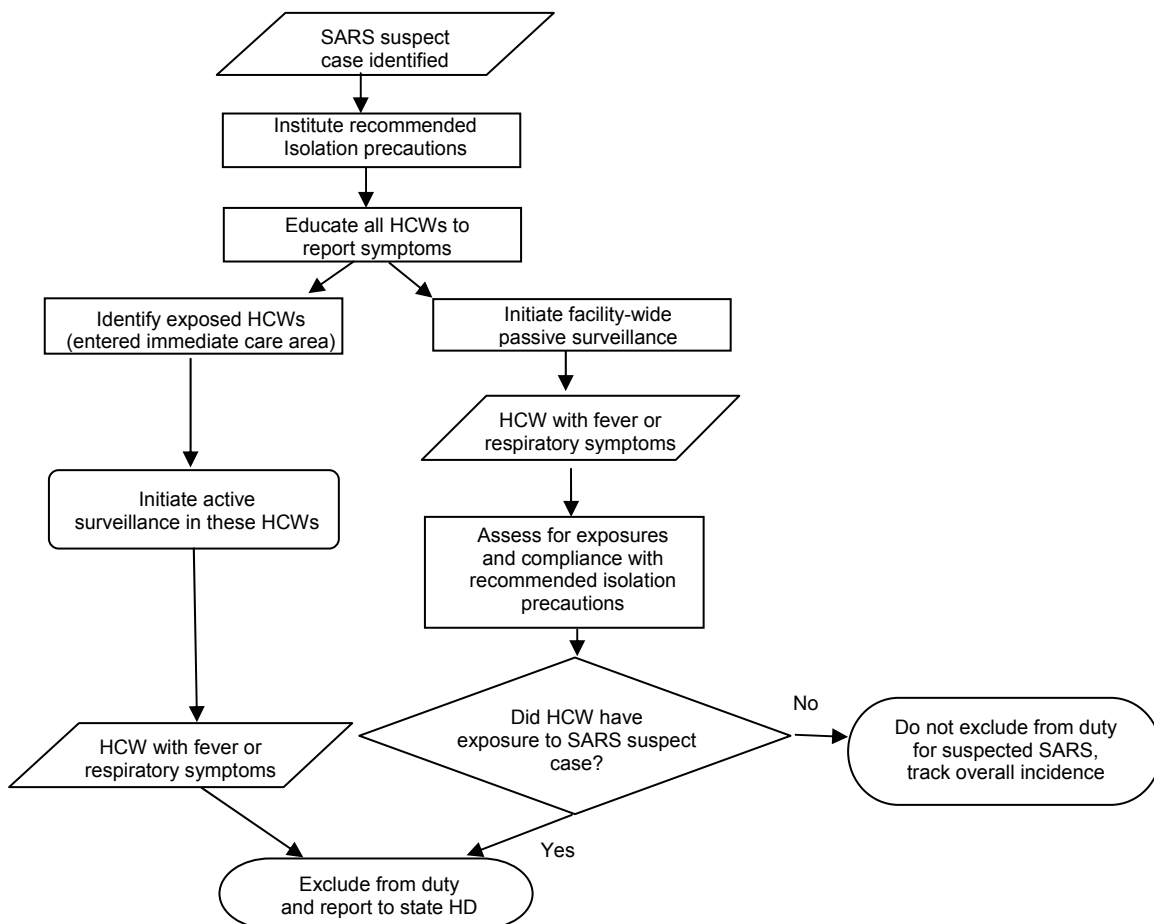 SARS suspect
case identified
Institute recommended
Isolation precautions
Educate all HCWs to
report symptoms
Identify exposed HCWs
(entered immediate care area)
Initiate facility-wide
passive surveillance
HCW with fever or
respiratory symptoms
Initiate active
surveillance in these HCWs
Assess for exposures
and compliance with
recommended isolation
precautions
HCW with fever or
respiratory symptoms
Did HCW have
exposure to SARS suspect
case?
No
Do not exclude from duty
for suspected SARS,
track overall incidence
Yes
Exclude from duty
and report to state HD